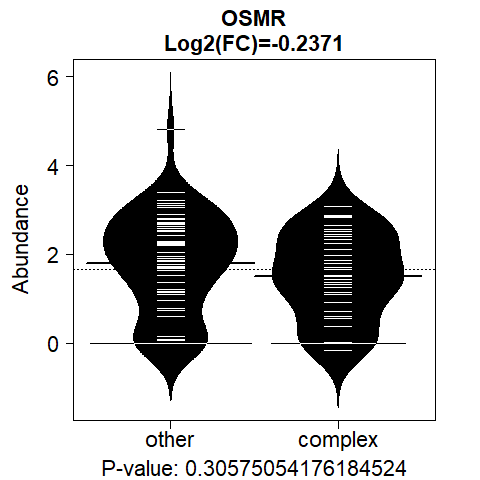 OSMR
Log2(FC)=-0.2371
6
4
2
0
Abundance
other complex
P-value: 0.30575054176184524